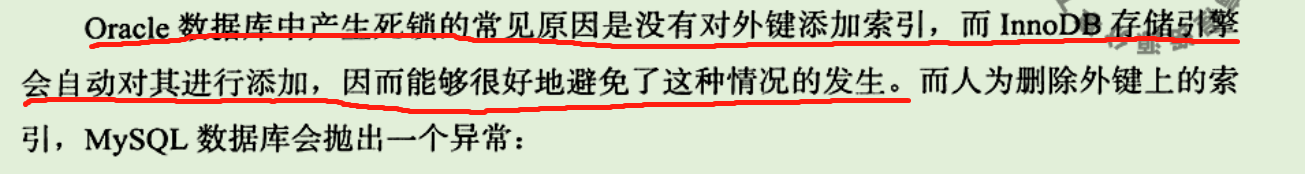 Oracle 数据库中产生死锁的常见原因是没有对外键添加索引，而 InnoDB 存储引擎
会自动对其进行添加，因而能够很好地避免了这种情况的发生。而人为删除外键上的索
引，MySQL 数据库会抛出一个异常：